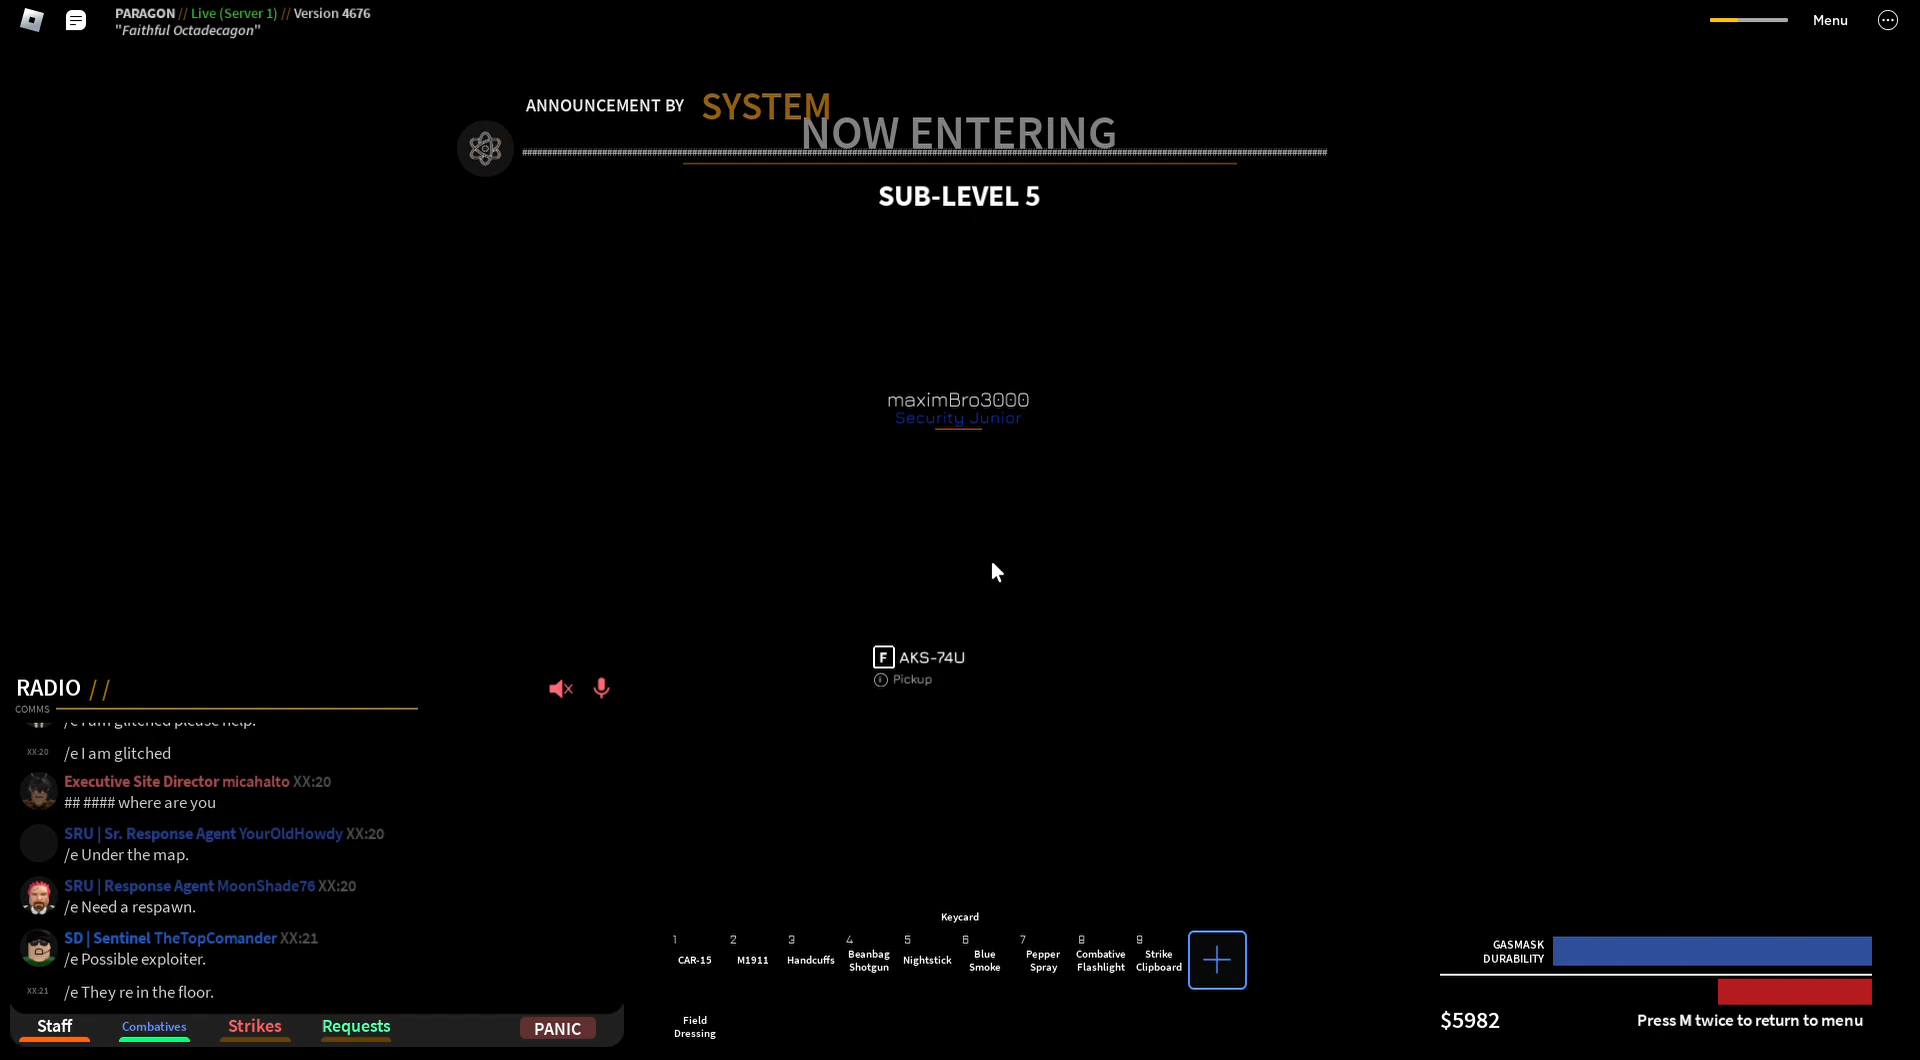 PARAGON // Live (Server 1) // Version 4676
"Faithful Octadecagon"
Menu
ANNOUNCEMENT BY SYSTEM
NOW ENTERING
SUB-LEVEL 5
maximBro3000
Security Junior
F AKS-74U
Pickup
RADIO //
COMMS
/e I am glitched please help.
XX:20 /e I am glitched
Executive Site Director micahalto XX:20
## #### where are you
SRU | Sr. Response Agent YourOldHowdy XX:20
/e Under the map.
SRU | Response Agent MoonShade76 XX:20
/e Need a respawn.
SD | Sentinel TheTopComander XX:21
/e Possible exploiter.
XX:21 /e They re in the floor.
Staff Combatives Strikes Requests PANIC
Keycard
1 2 3 4 5 6 7 8 9
CAR-15
M1911
Handcuffs
Beanbag
Shotgun
Nightstick
Blue
Smoke
Pepper
Spray
Combative
Flashlight
Strike
Clipboard
Field
Dressing
GASMASK
DURABILITY
$5982
Press M twice to return to menu